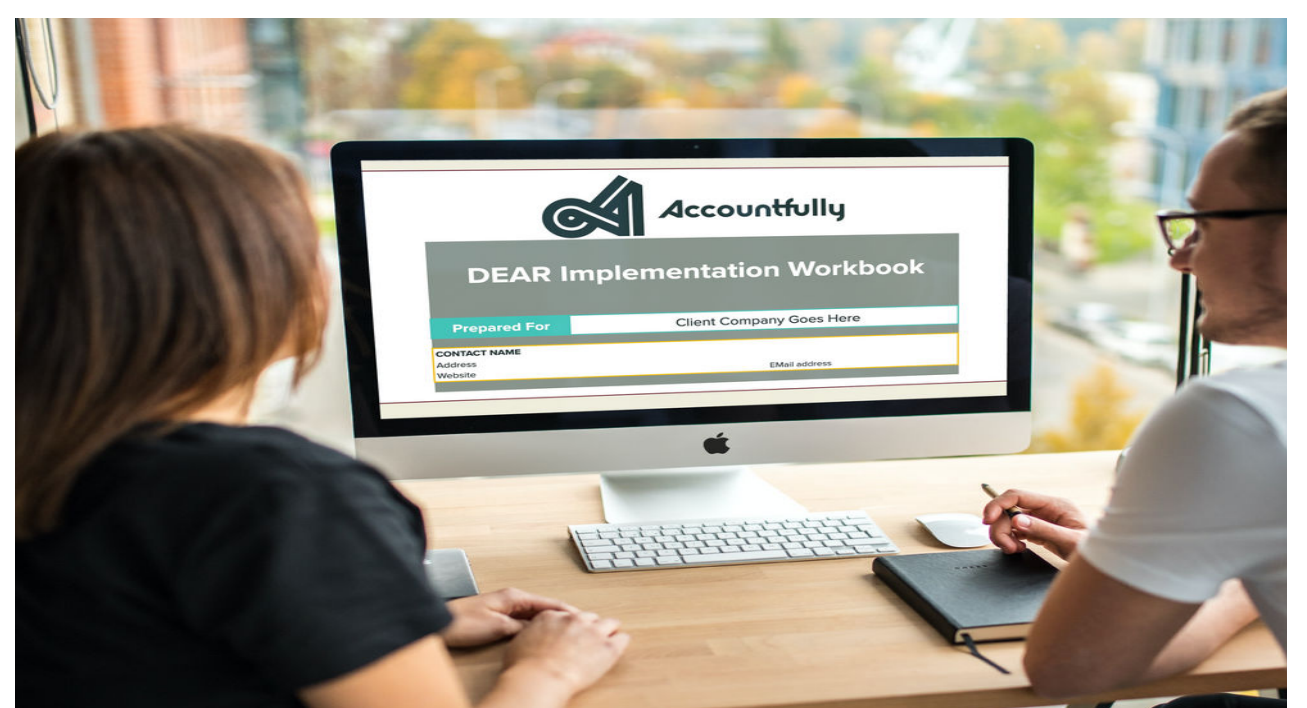 Accountfully
DEAR Implementation Workbook
Prepared For
Client Company Goes Here
CONTACT NAME
Address
EMail address
Website